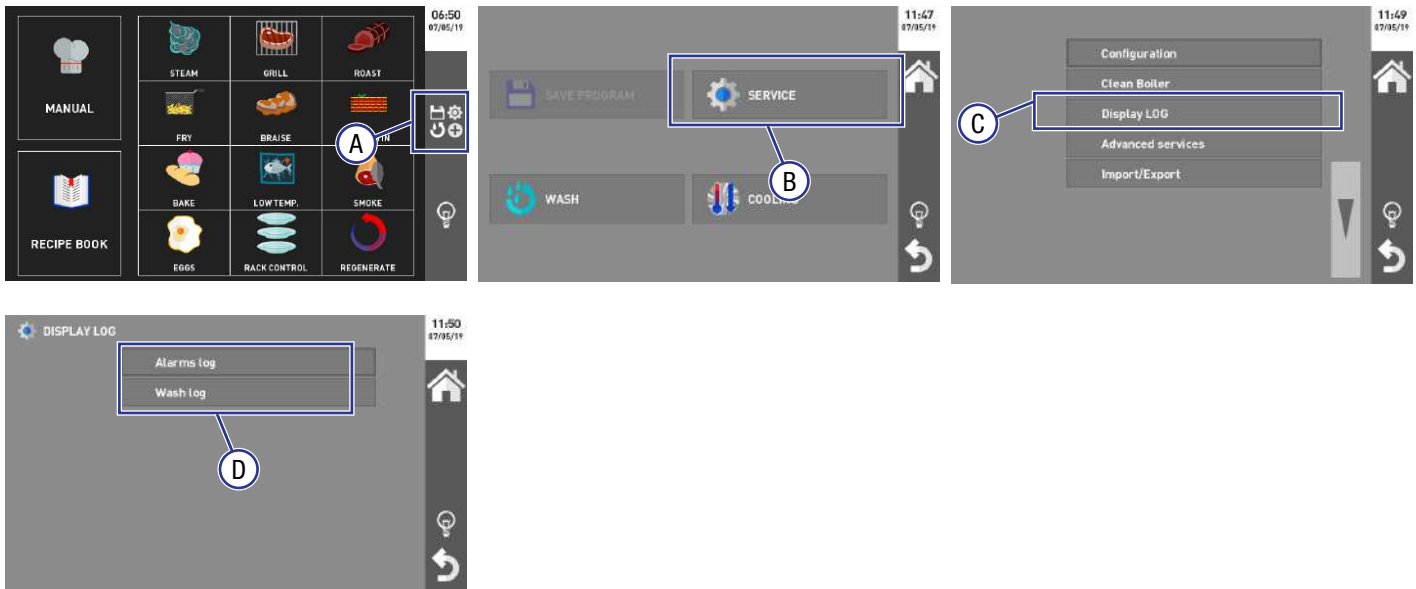 06:50
07/05/19
MANUAL
RECIPE BOOK
STEAM
GRILL
ROAST
FRY
BRAISE
BAKE
LOW TEMP.
SMOKE
EGGS
RACK CONTROL
REGENERATE
A
11:47
07/05/19
SAVE PROGRAM
SERVICE
WASH
B
11:49
07/05/19
Configuration
Clean Boiler
Display LOG
Advanced services
Import/Export
C
DISPLAY LOG
11:50
07/05/19
Alarms log
Wash log
D